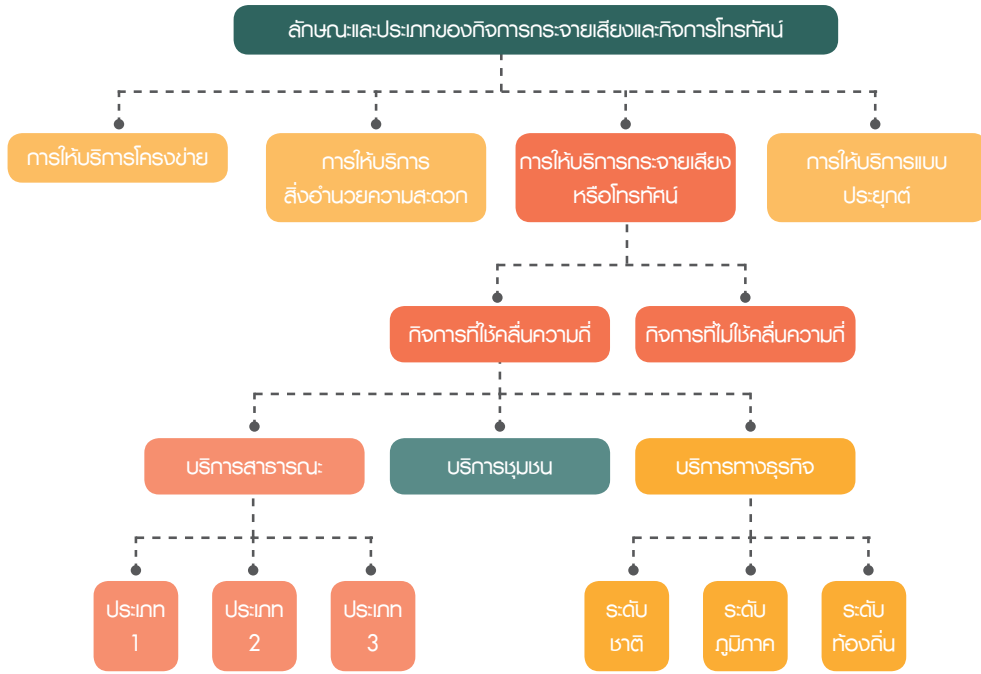 ลักษณะและประเภทของกิจการกระจายเสียงและกิจการโทรทัศน์
การให้บริการโครงข่าย
การให้บริการ
สิ่งอำนวยความสะดวก
การให้บริการกระจายเสียง
หรือโทรทัศน์
การให้บริการแบบ
ประยุกต์
กิจการที่ใช้คลื่นความถี่
กิจการที่ไม่ใช้คลื่นความถี่
บริการสาธารณะ
บริการชุมชน
บริการทางธุรกิจ
ประเภท
1
ประเภท
2
ประเภท
3
ระดับ
ชาติ
ระดับ
ภูมิภาค
ระดับ
ท้องถิ่น